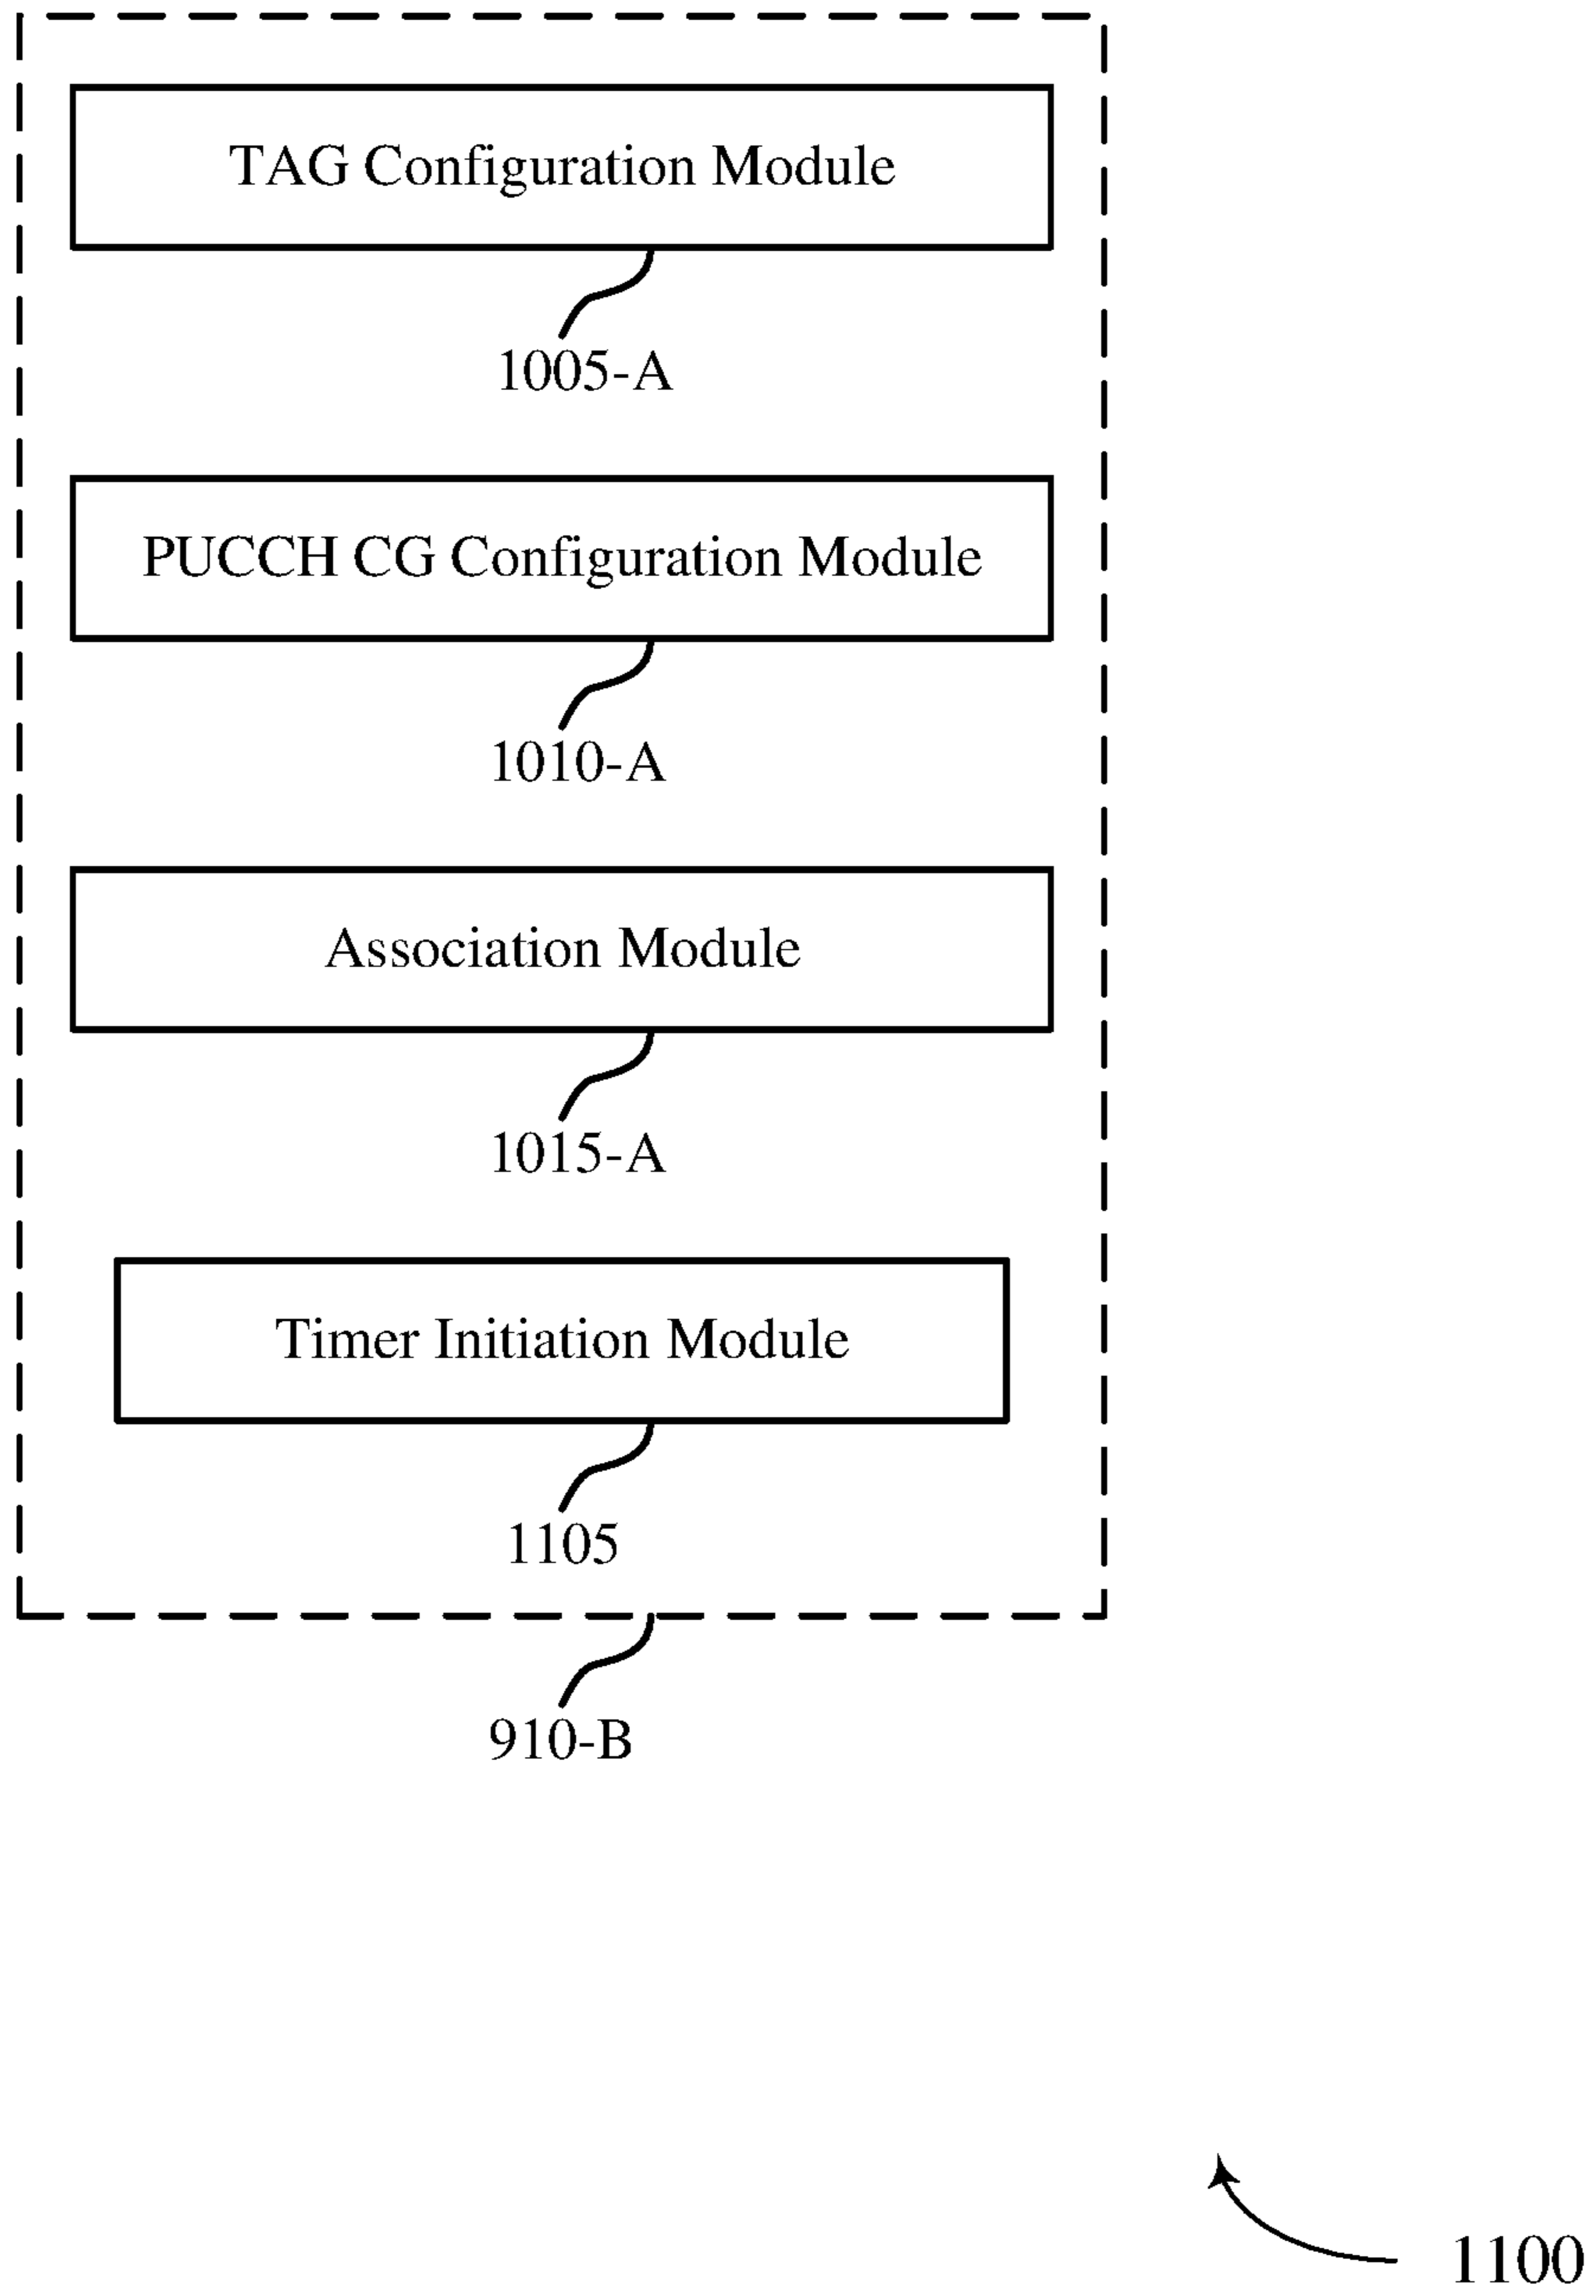 TAG Configuration Module
1005-A
PUCCH CG Configuration Module
1010-A
Association Module
1015-A
Timer Initiation Module
1105
910-B
1100